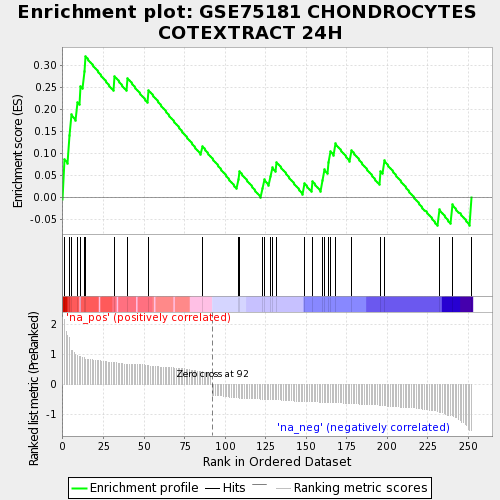 Enrichment plot: GSE75181 CHONDROCYTES
COTEXTRACT 24H
Enrichment score (ES)
0.30
0.25
0.20
0.15
0.10
0.05
0.00
-0.05
'na_pos' (positively correlated)
Ranked list metric (PreRanked)
2
1
0
-1
Zero cross at 92
'na_neg' (negatively correlated)
0 25 50 75 100 125 150 175 200 225 250
Rank in Ordered Dataset
Enrichment profile Hits Ranking metric scores